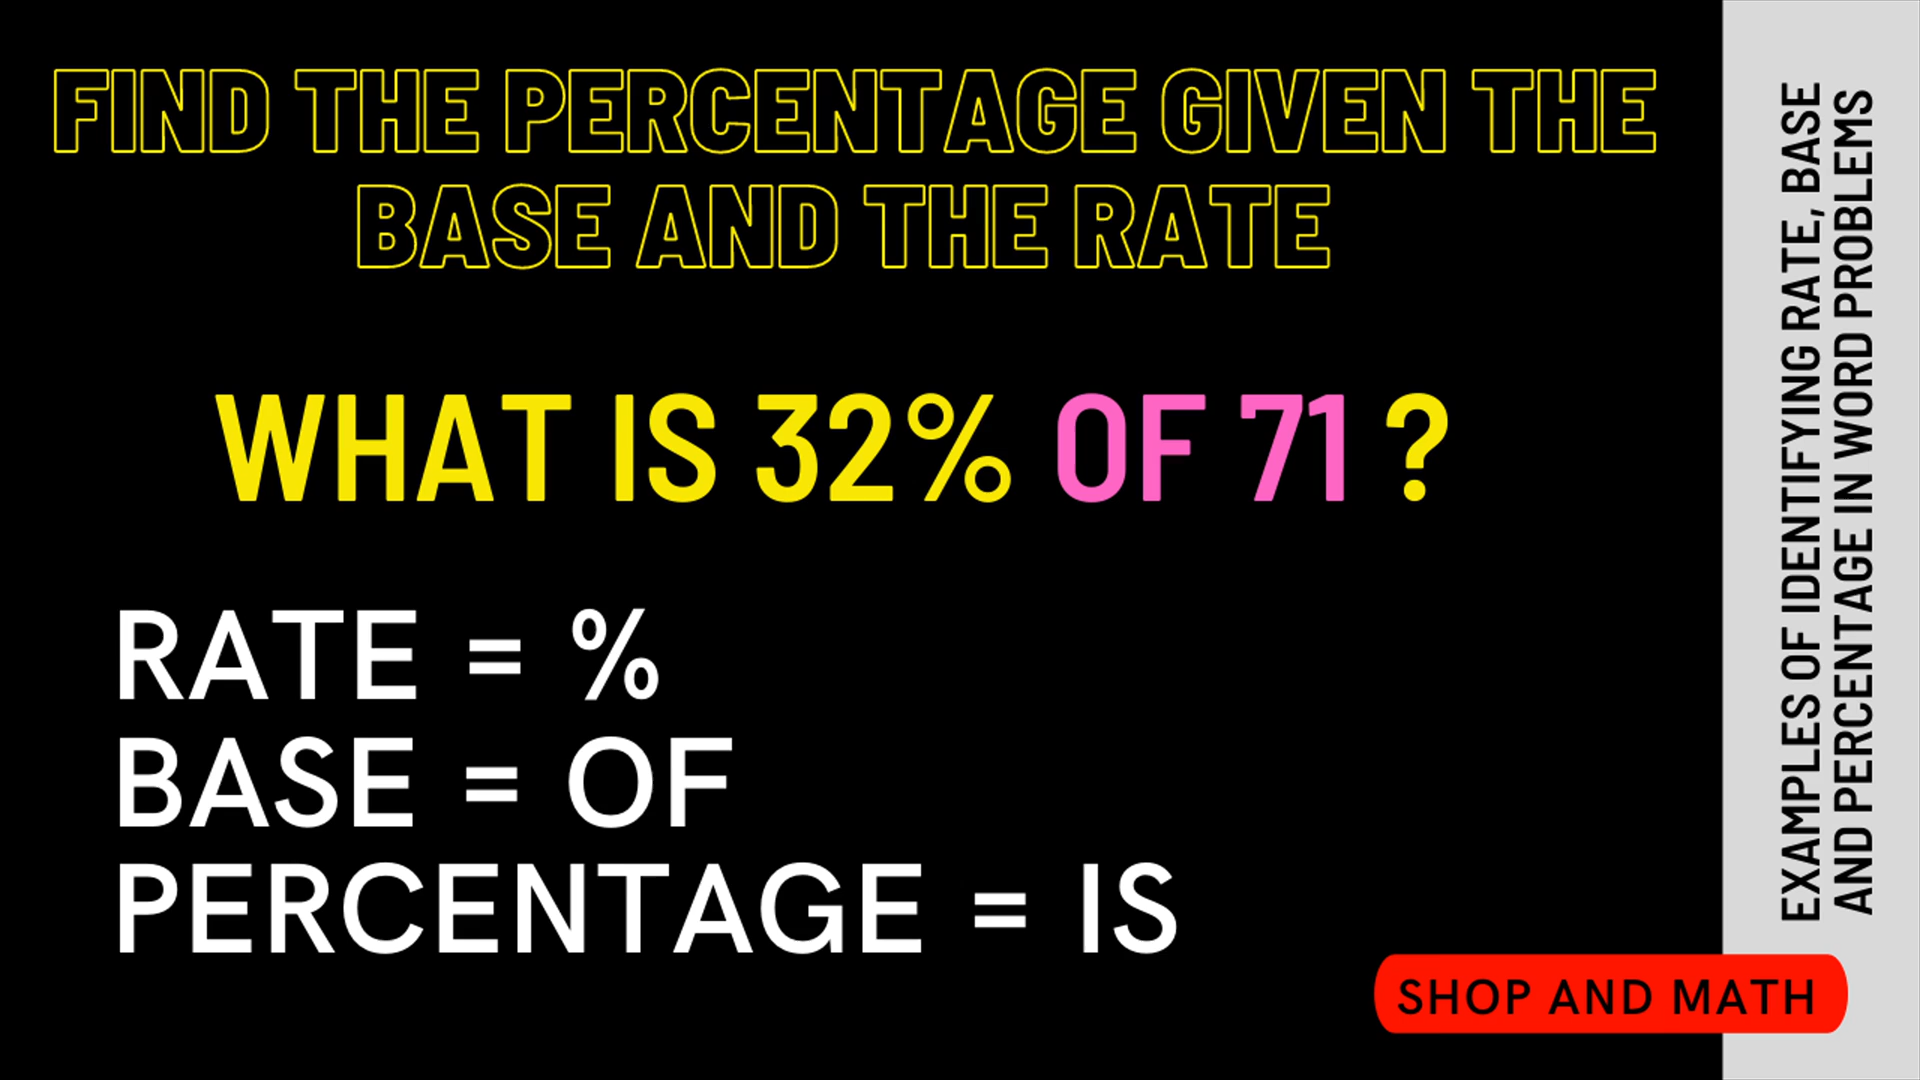 FIND THE PERCENTAGE GIVEN THE
BASE AND THE RATE
WHAT IS 32% OF 71 ?
RATE = %
BASE = OF
PERCENTAGE = IS
EXAMPLES OF IDENTIFYING RATE, BASE
AND PERCENTAGE IN WORD PROBLEMS
SHOP AND MATH